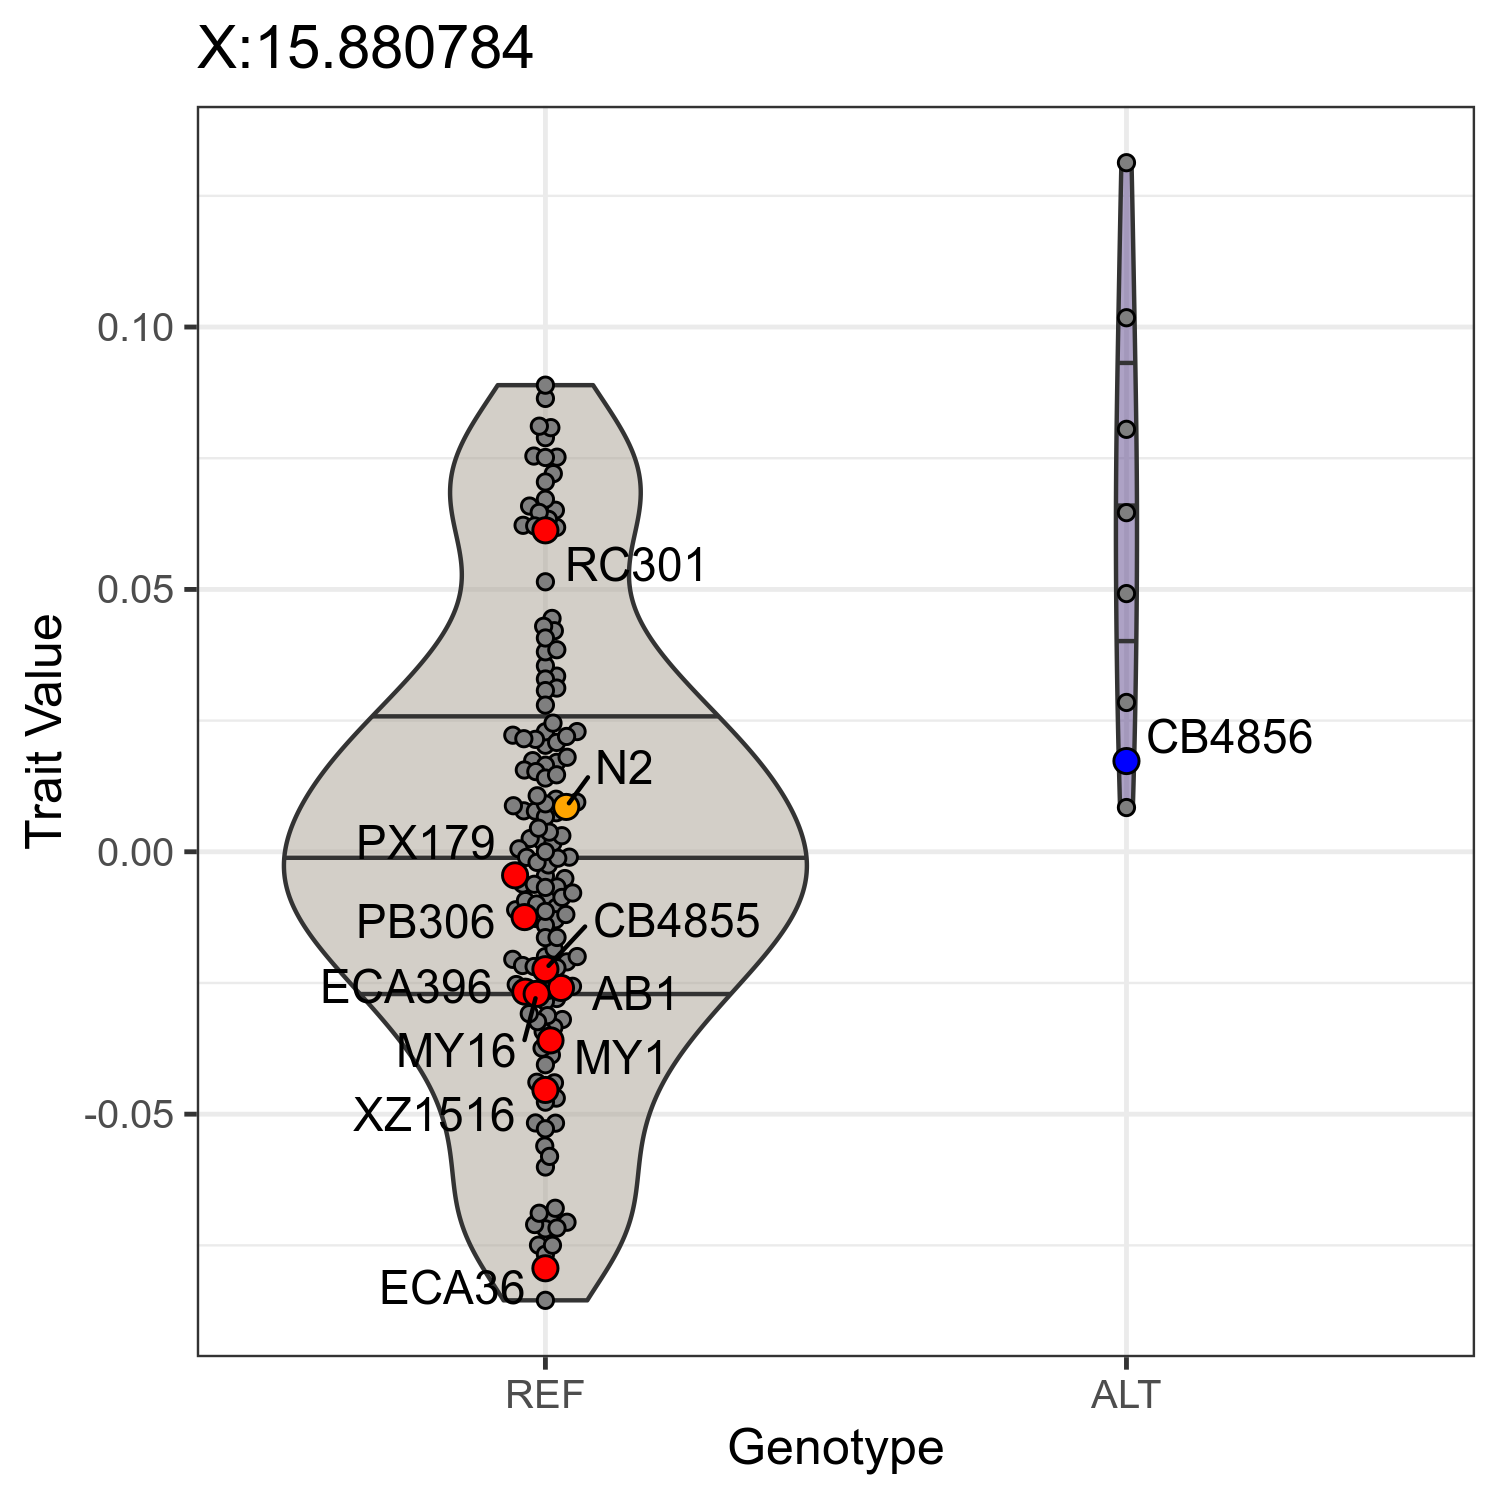 X:15.880784
Trait Value
0.10
0.05
0.00
-0.05
RC301
N2
CB4856
PX179
PB306
CB4855
ECA396
AB1
MY16
MY1
XZ1516
ECA36
REF
ALT
Genotype